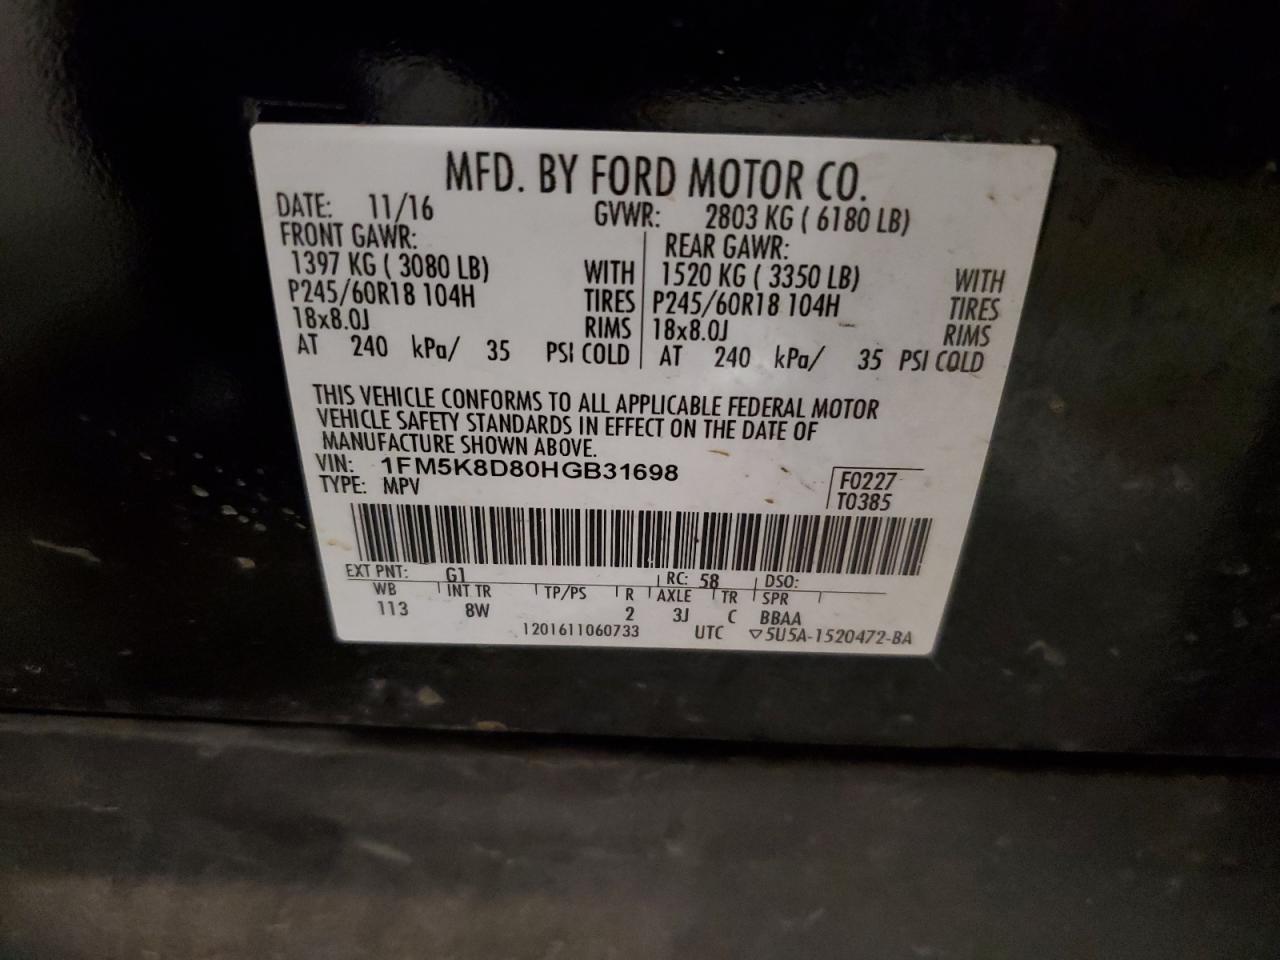 MFD. BY FORD MOTOR CO.
DATE: 11/16 GVWR: 2803 KG ( 6180 LB)
FRONT GAWR: REAR GAWR:
1397 KG ( 3080 LB) WITH 1520 KG ( 3350 LB) WITH
P245/60R18 104H TIRES P245/60R18 104H TIRES
18x8.0J RIMS 18x8.0J RIMS
AT 240 kPa/ 35 PSI COLD AT 240 kPa/ 35 PSI COLD
THIS VEHICLE CONFORMS TO ALL APPLICABLE FEDERAL MOTOR
VEHICLE SAFETY STANDARDS IN EFFECT ON THE DATE OF
MANUFACTURE SHOWN ABOVE.
VIN: 1FM5K8D80HGB31698 F0227
TYPE: MPV T0385
EXT PNT: G1 RC: 58 DSO:
WB INT TR TP/PS R AXLE TR SPR
113 8W 2 3J C BBAA
1201611060733 UTC ▽5U5A-1520472-BA